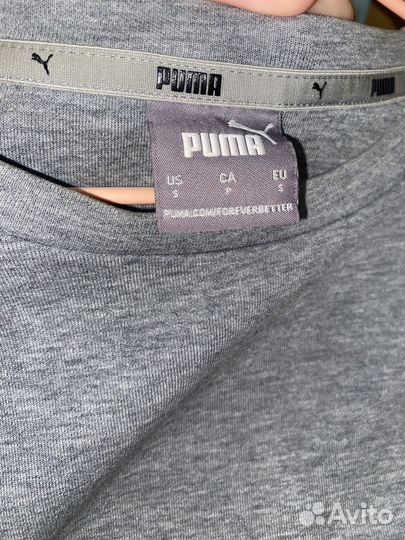 PUMA
PUMA
PUMA
US CA EU
S P S
PUMA.COM/FOREVERBETTER
Avito